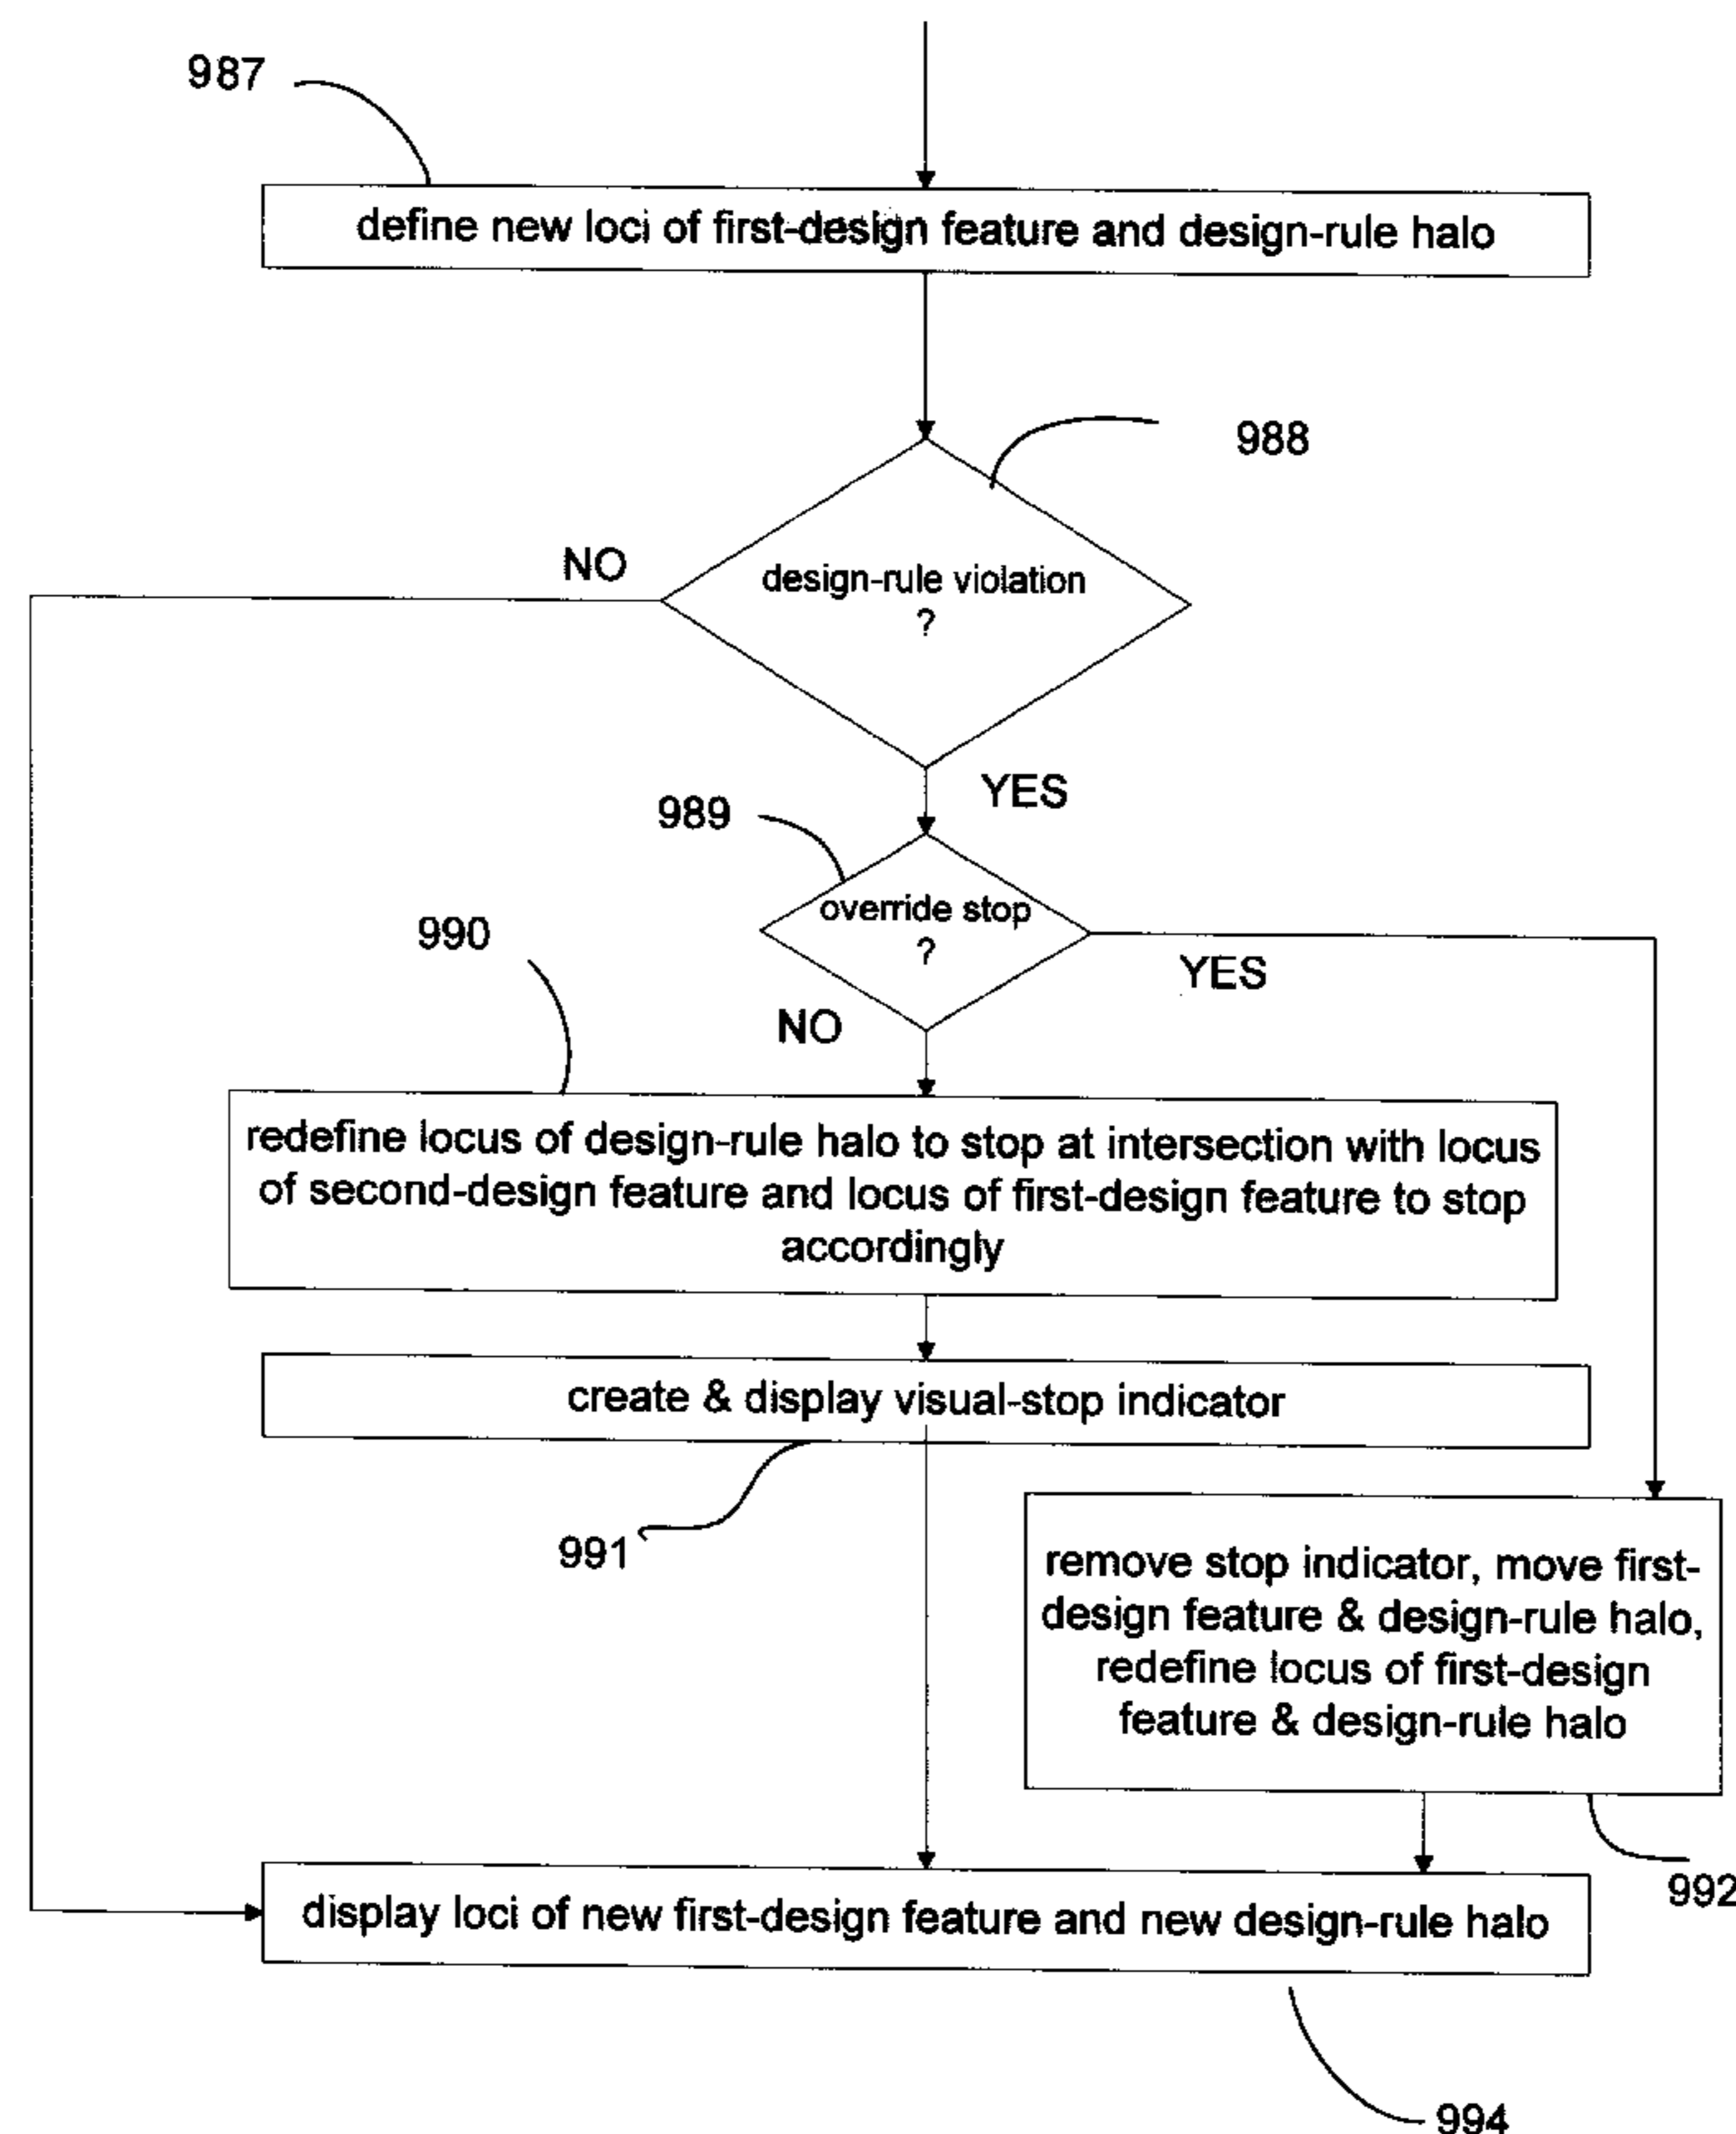 987
define new loci of first-design feature and design-rule halo
988
NO
design-rule violation
?
YES
989
override stop
?
990
YES
NO
redefine locus of design-rule halo to stop at intersection with locus
of second-design feature and locus of first-design feature to stop
accordingly
create & display visual-stop indicator
991
remove stop indicator, move first-
design feature & design-rule halo,
redefine locus of first-design
feature & design-rule halo
992
display loci of new first-design feature and new design-rule halo
994